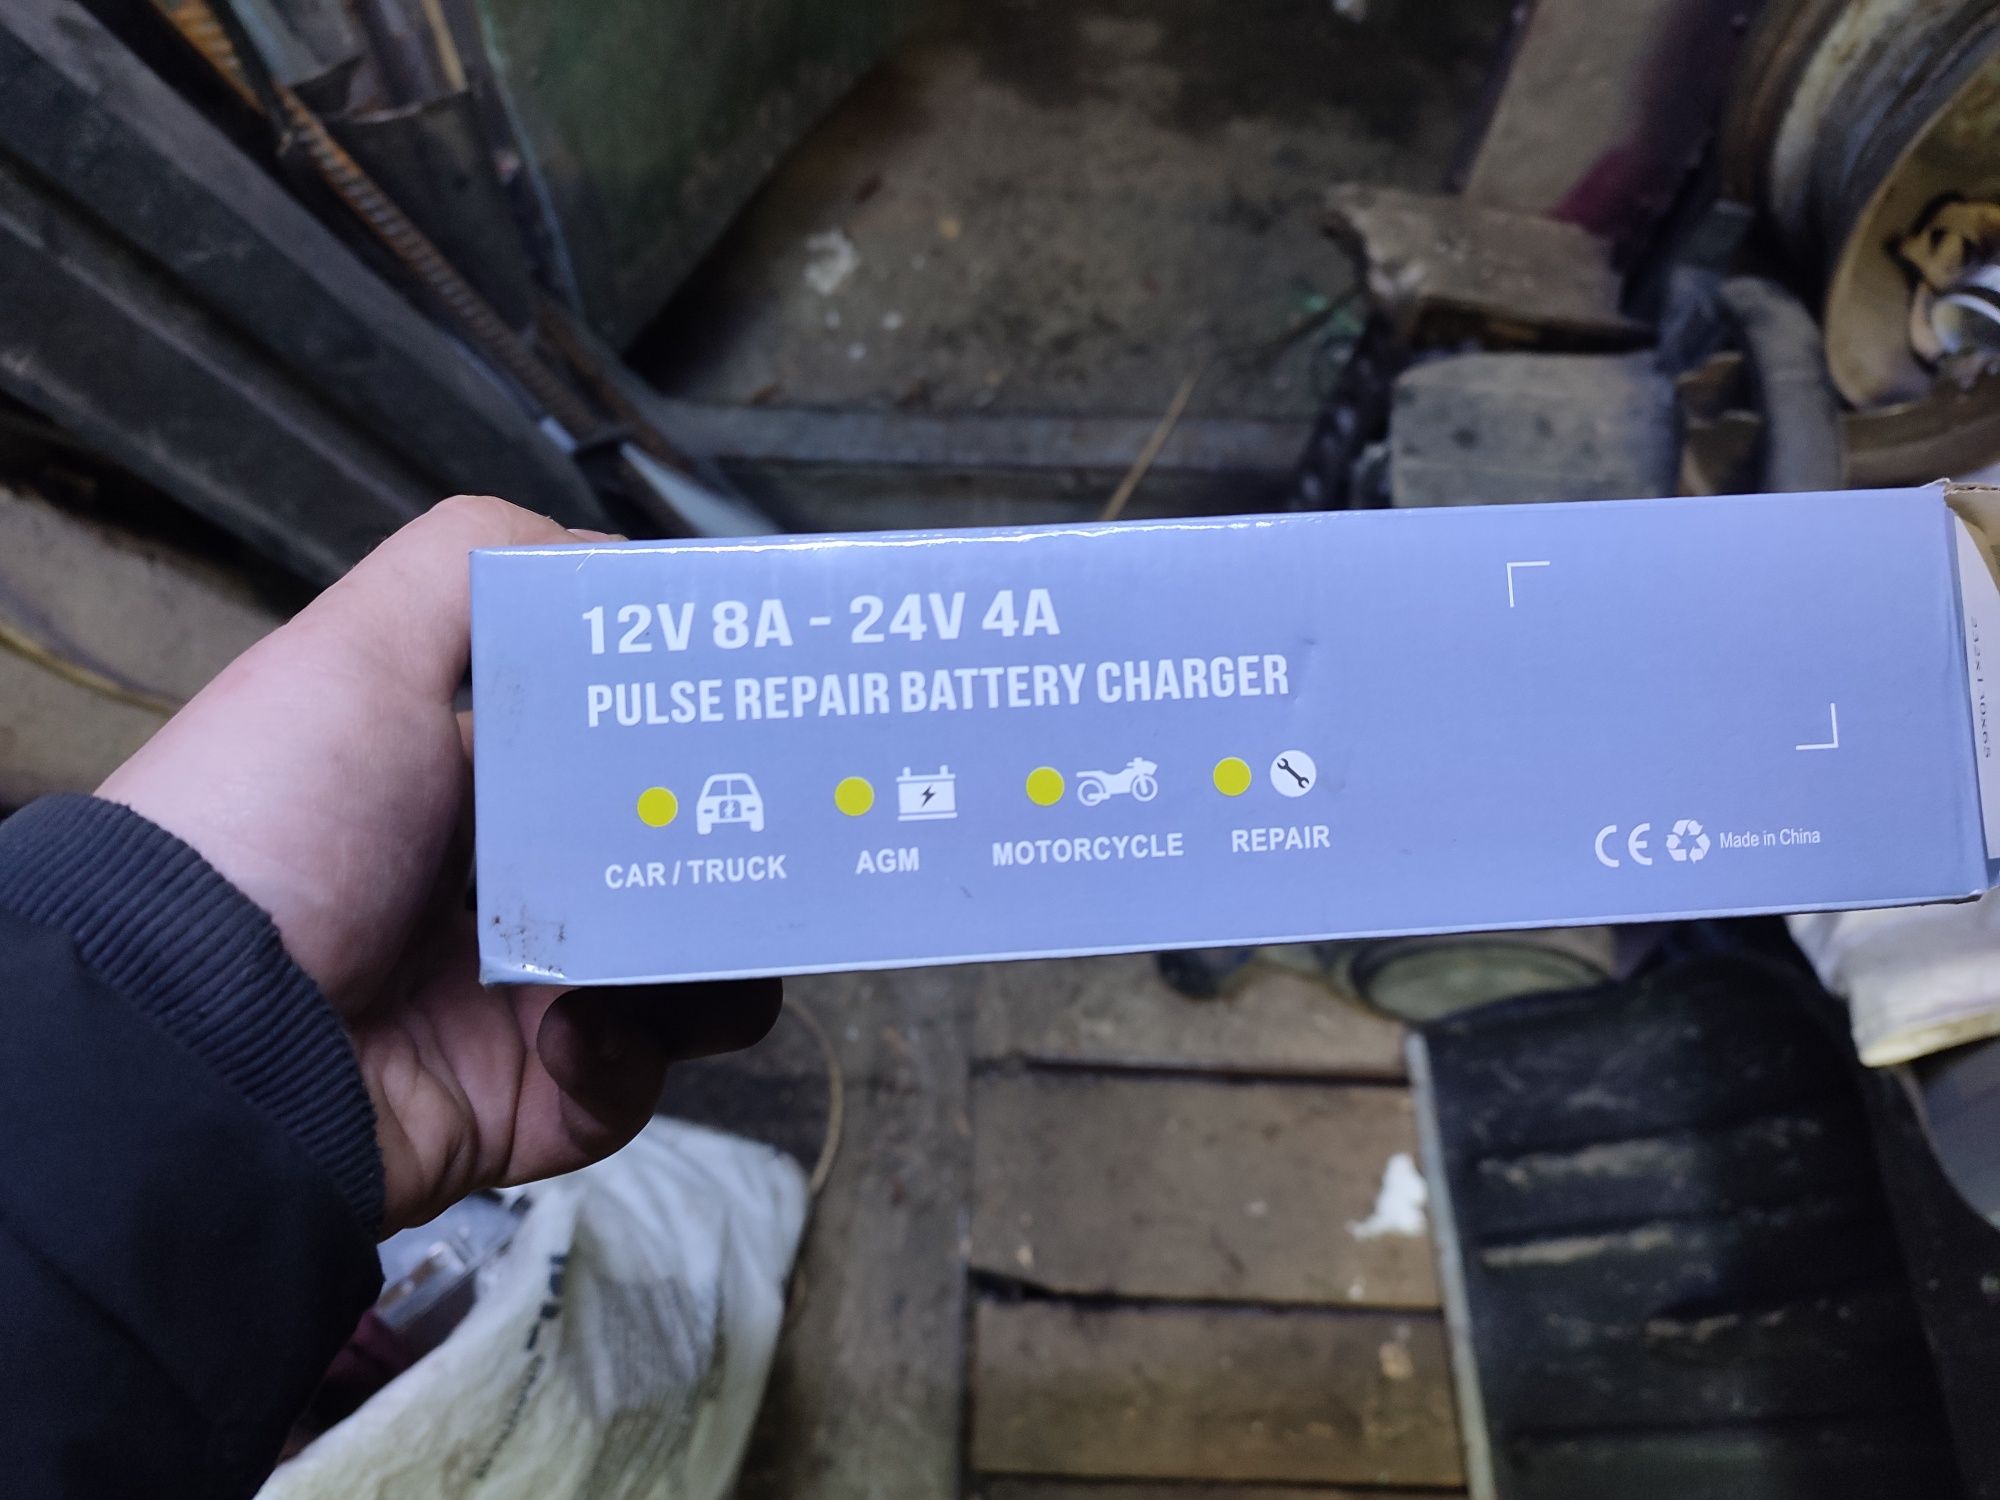 12V 8A - 24V 4A
PULSE REPAIR BATTERY CHARGER
CAR / TRUCK
AGM
MOTORCYCLE
REPAIR
CE
Made in China